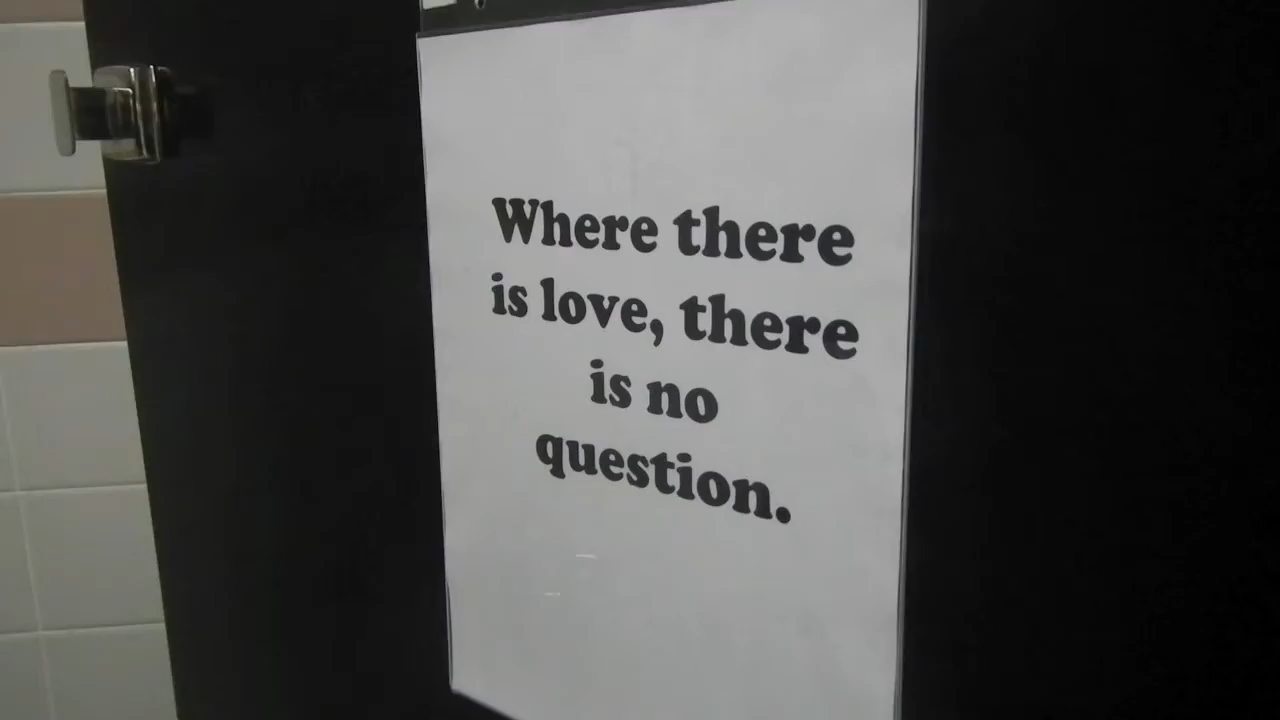 Where there
is love, there
is no
question.